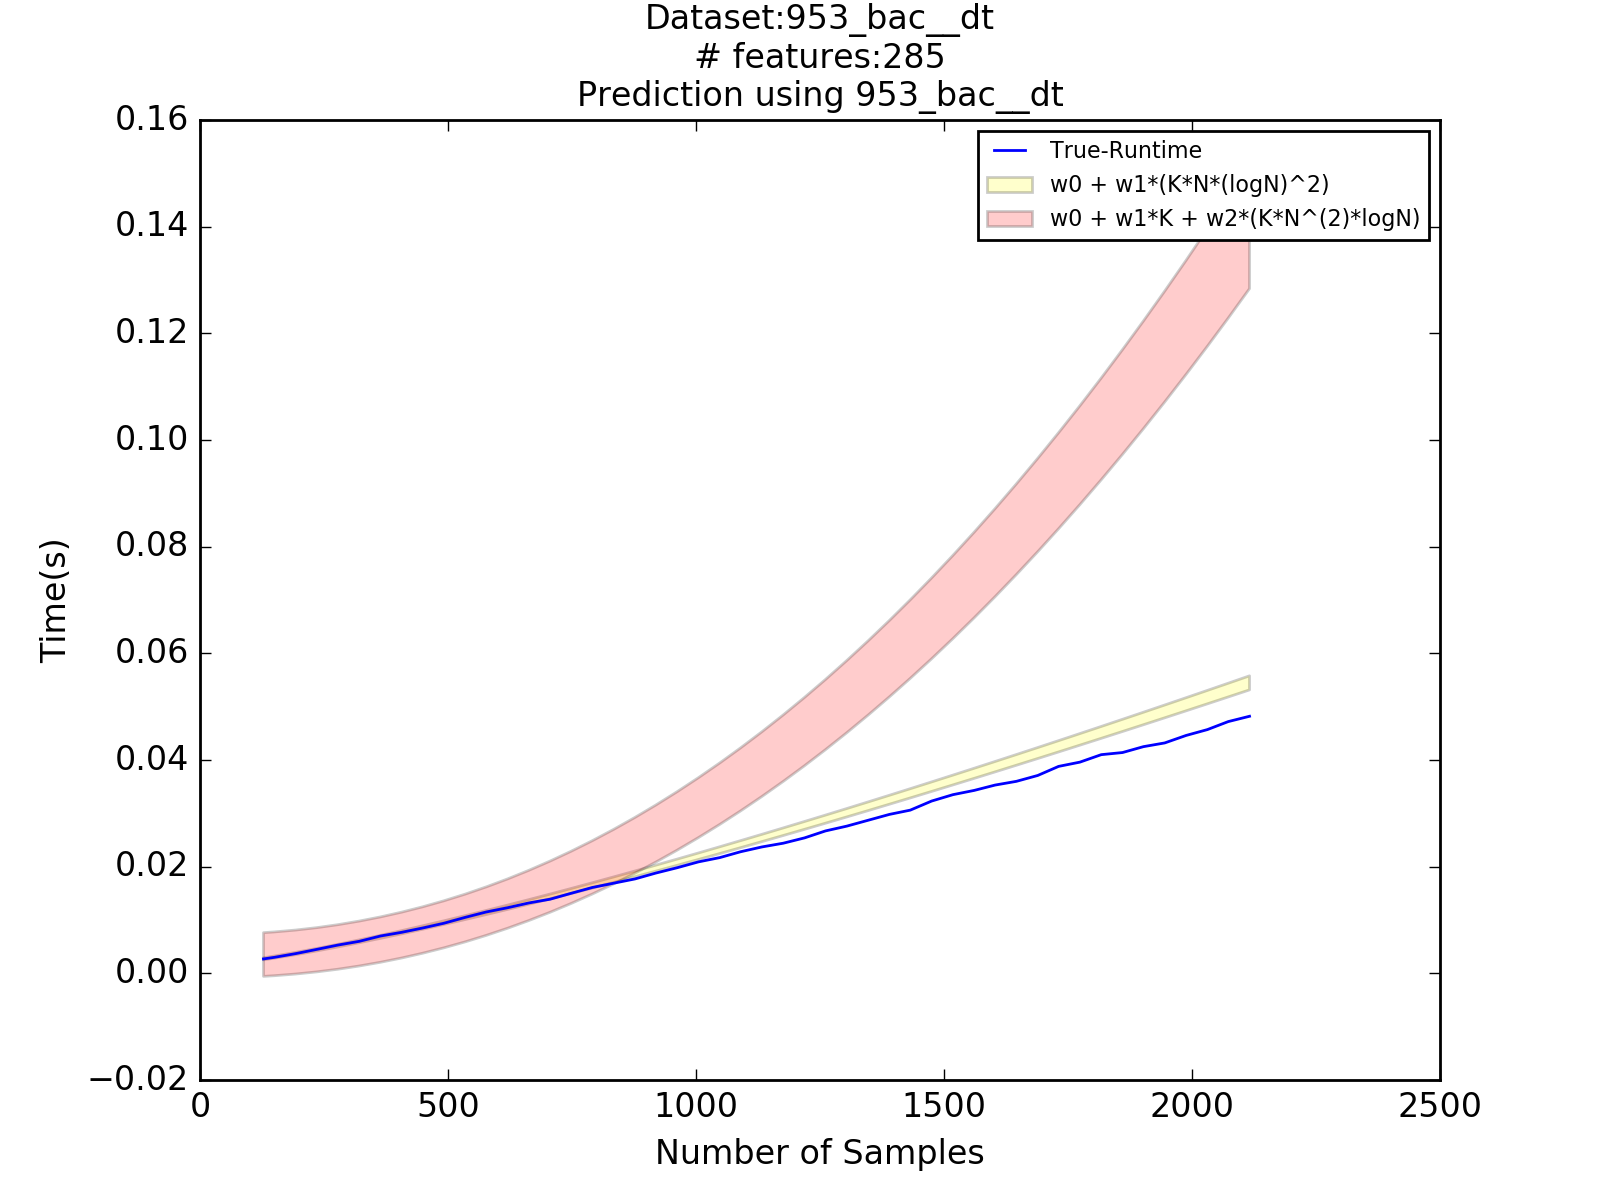 Dataset:953_bac__dt
# features:285
Prediction using 953_bac__dt
0.16
0.14
0.12
0.10
0.08
0.06
0.04
0.02
0.00
−0.02
Time(s)
True-Runtime
w0 + w1*(K*N*(logN)^2)
w0 + w1*K + w2*(K*N^(2)*logN)
0 500 1000 1500 2000 2500
Number of Samples